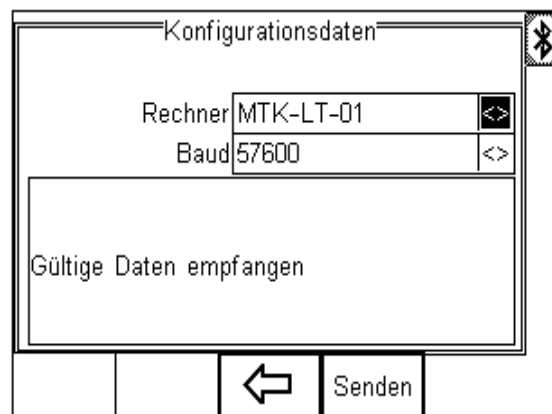 Konfigurationsdaten
Rechner MTK-LT-01 <>
Baud 57600 <>
Gültige Daten empfangen
Senden